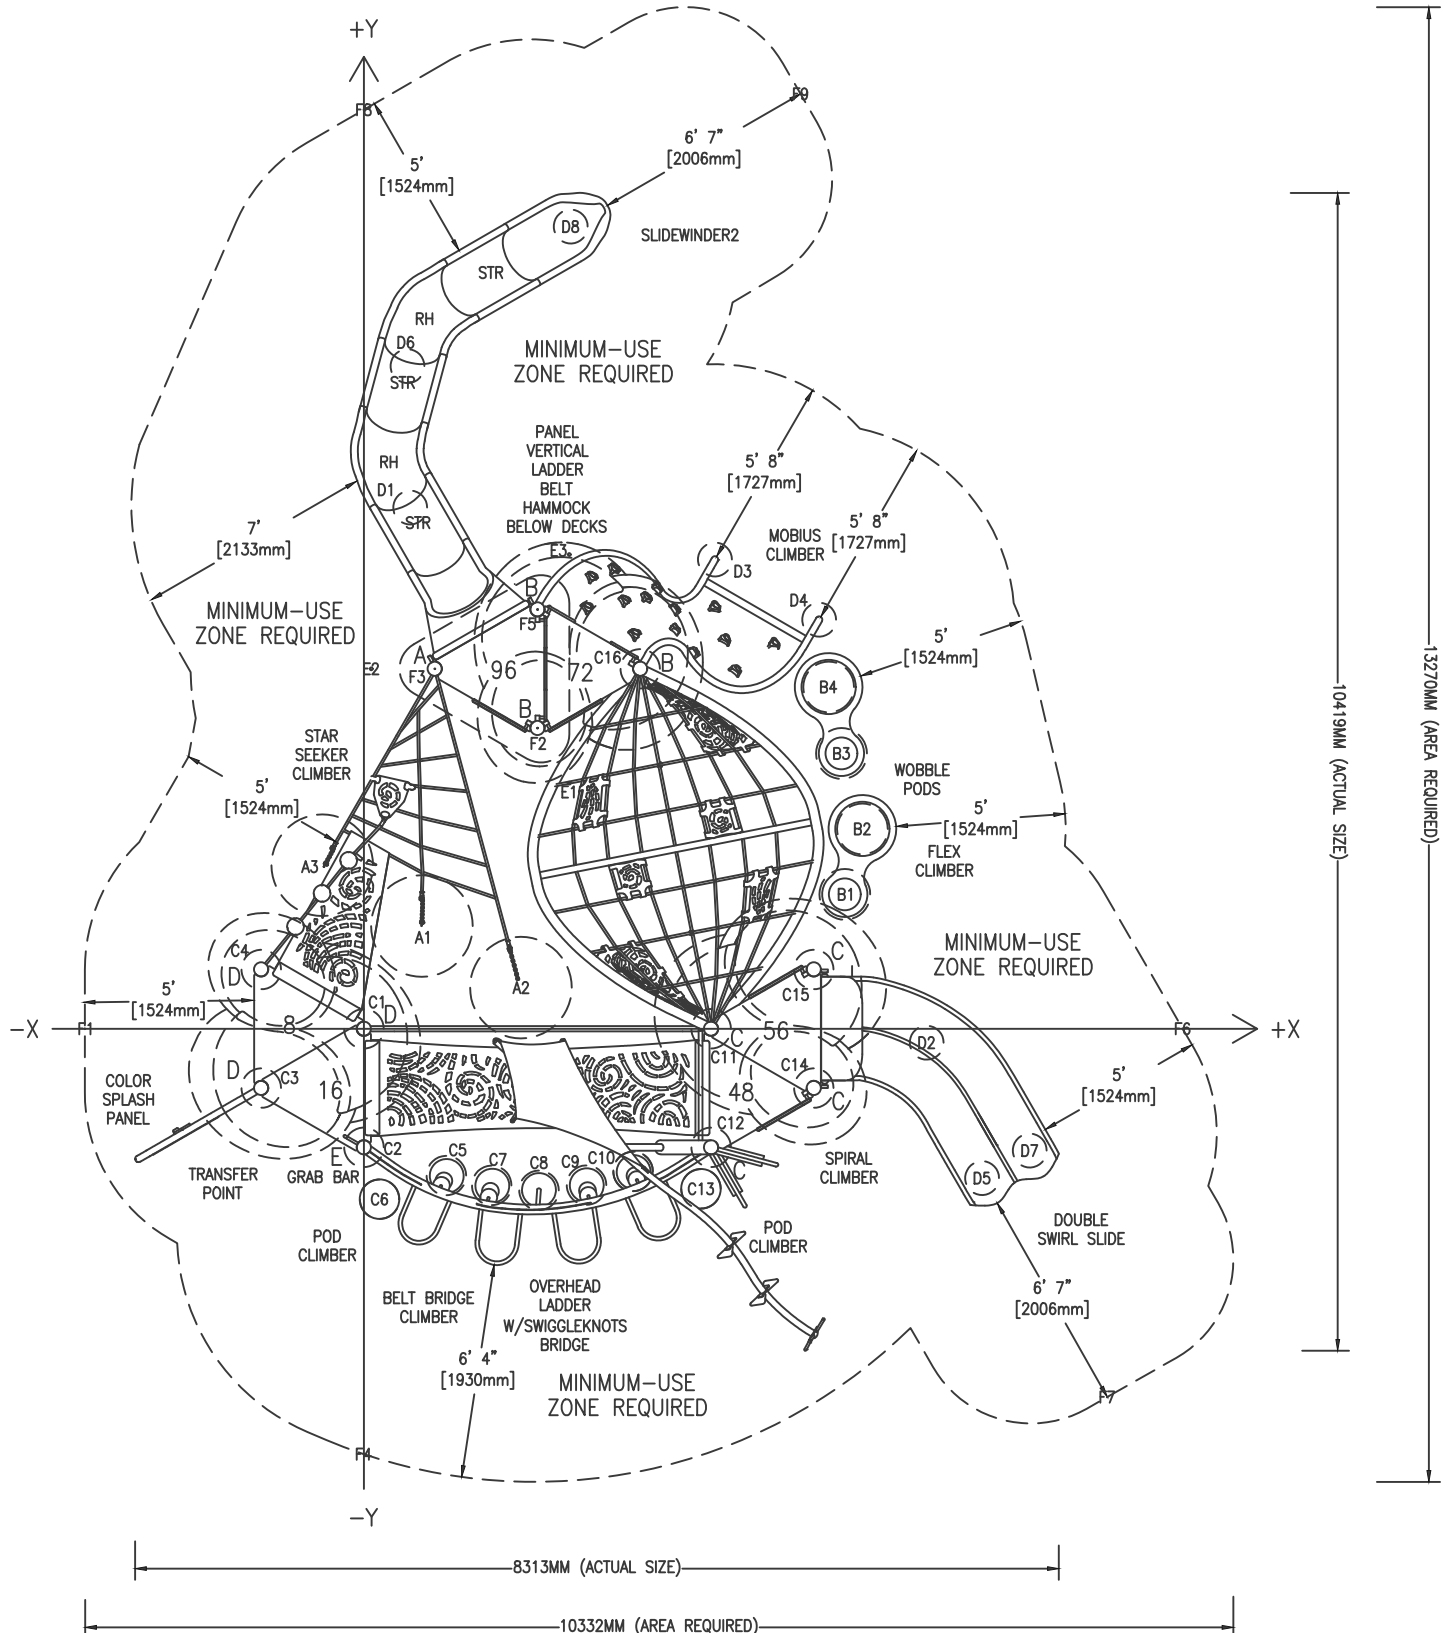 +Y
F8
F9
6' 7"
[2006mm]
5'
[1524mm]
D8
SLIDEWINDER2
STR
RH
D6
STR
MINIMUM-USE
ZONE REQUIRED
PANEL
VERTICAL
LADDER
BELT
HAMMOCK
BELOW DECKS
RH
D1
STR
5' 8"
[1727mm]
MOBIUS
CLIMBER
5' 8"
[1727mm]
7'
[2133mm]
E3
D3
D4
B
F5
MINIMUM-USE
ZONE REQUIRED
A
F3
E2
96
72
C16
B
B
F2
5'
[1524mm]
B4
B3
STAR
SEEKER
CLIMBER
5'
[1524mm]
E1
WOBBLE
PODS
B2
5'
[1524mm]
FLEX
CLIMBER
B1
A3
A1
A2
C4
D
C
C15
MINIMUM-USE
ZONE REQUIRED
5'
[1524mm]
C1
D
8
-X
F1
C
C11
56
D2
F6
+X
COLOR
SPLASH
PANEL
D
C3
16
C14
48
C
5'
[1524mm]
C12
C
E
C2
C5
C7
C8
C9
C10
C6
C13
D7
D5
TRANSFER
POINT
GRAB BAR
SPIRAL
CLIMBER
POD
CLIMBER
POD
CLIMBER
DOUBLE
SWIRL SLIDE
BELT BRIDGE
CLIMBER
OVERHEAD
LADDER
W/SWIGGLEKNOTS
BRIDGE
6' 7"
[2006mm]
6' 4"
[1930mm]
MINIMUM-USE
ZONE REQUIRED
F7
F4
-Y
10419MM (ACTUAL SIZE)
13270MM (AREA REQUIRED)
8313MM (ACTUAL SIZE)
10332MM (AREA REQUIRED)